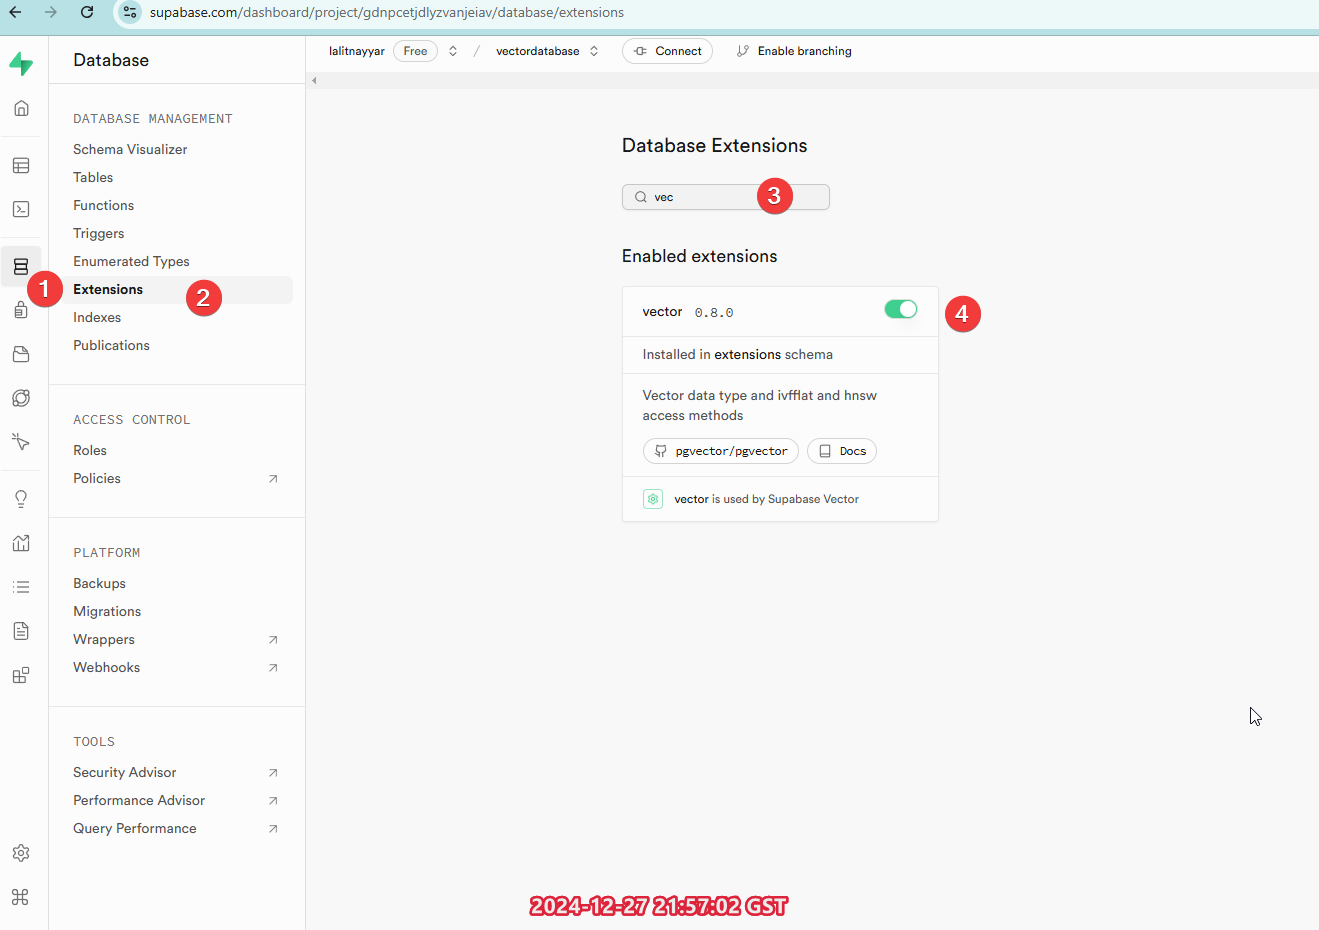 supabase.com/dashboard/project/gdnpcetjdlyzvanjeiav/database/extensions
Database
lalitnayyar Free / vectordatabase Connect Enable branching
DATABASE MANAGEMENT
Schema Visualizer
Tables
Functions
Triggers
Enumerated Types
1
Extensions
2
Indexes
Publications
ACCESS CONTROL
Roles
Policies
PLATFORM
Backups
Migrations
Wrappers
Webhooks
TOOLS
Security Advisor
Performance Advisor
Query Performance
Database Extensions
vec
3
Enabled extensions
vector 0.8.0
4
Installed in extensions schema
Vector data type and ivfflat and hnsw
access methods
pgvector/pgvector Docs
vector is used by Supabase Vector
2024-12-27 21:57:02 GST